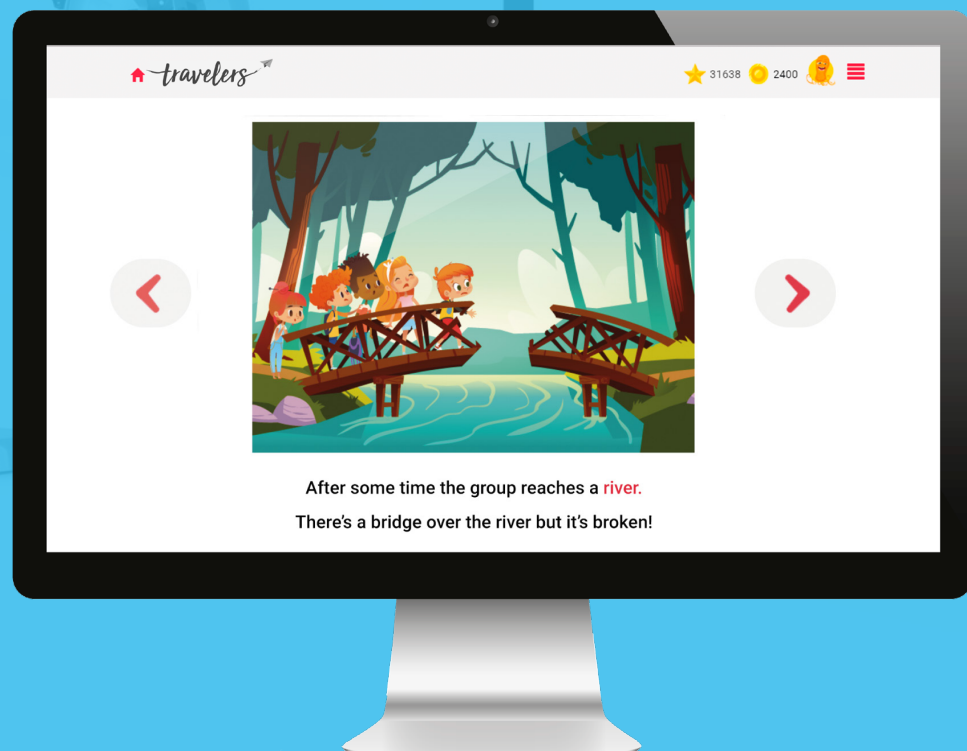 travelers
31638 2400
After some time the group reaches a river.
There's a bridge over the river but it's broken!